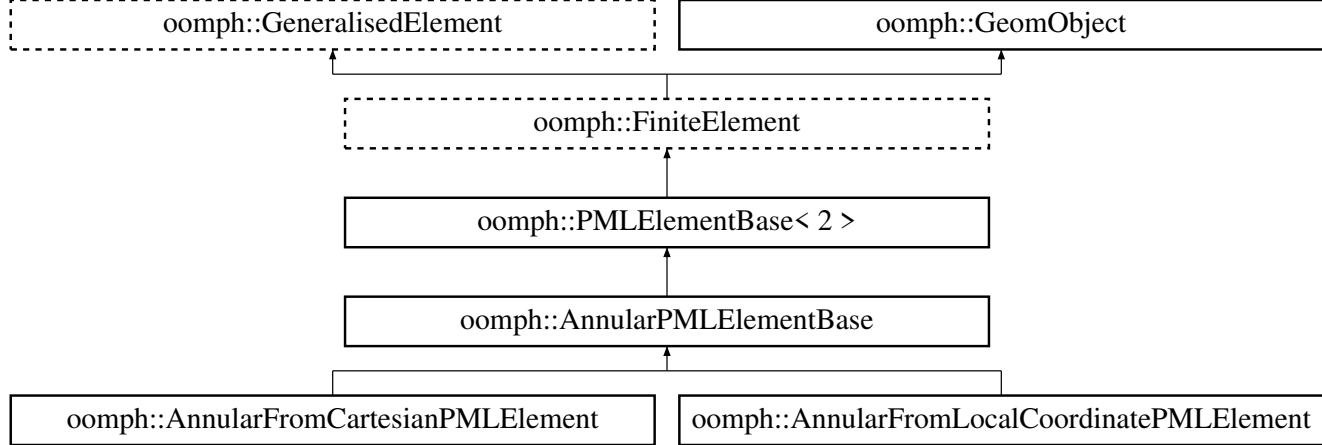 oomph::GeneralisedElement
oomph::GeomObject
oomph::FiniteElement
oomph::PMLElementBase< 2 >
oomph::AnnularPMLElementBase
oomph::AnnularFromCartesianPMLElement
oomph::AnnularFromLocalCoordinatePMLElement